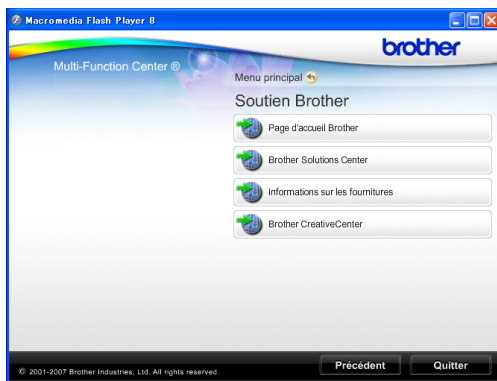 Macromedia Flash Player 8
brother
Multi-Function Center ®
Menu principal
Soutien Brother
Page d'accueil Brother
Brother Solutions Center
Informations sur les fournitures
Brother CreativeCenter
© 2001-2007 Brother Industries, Ltd. All rights reserved.
Précédent
Quitter